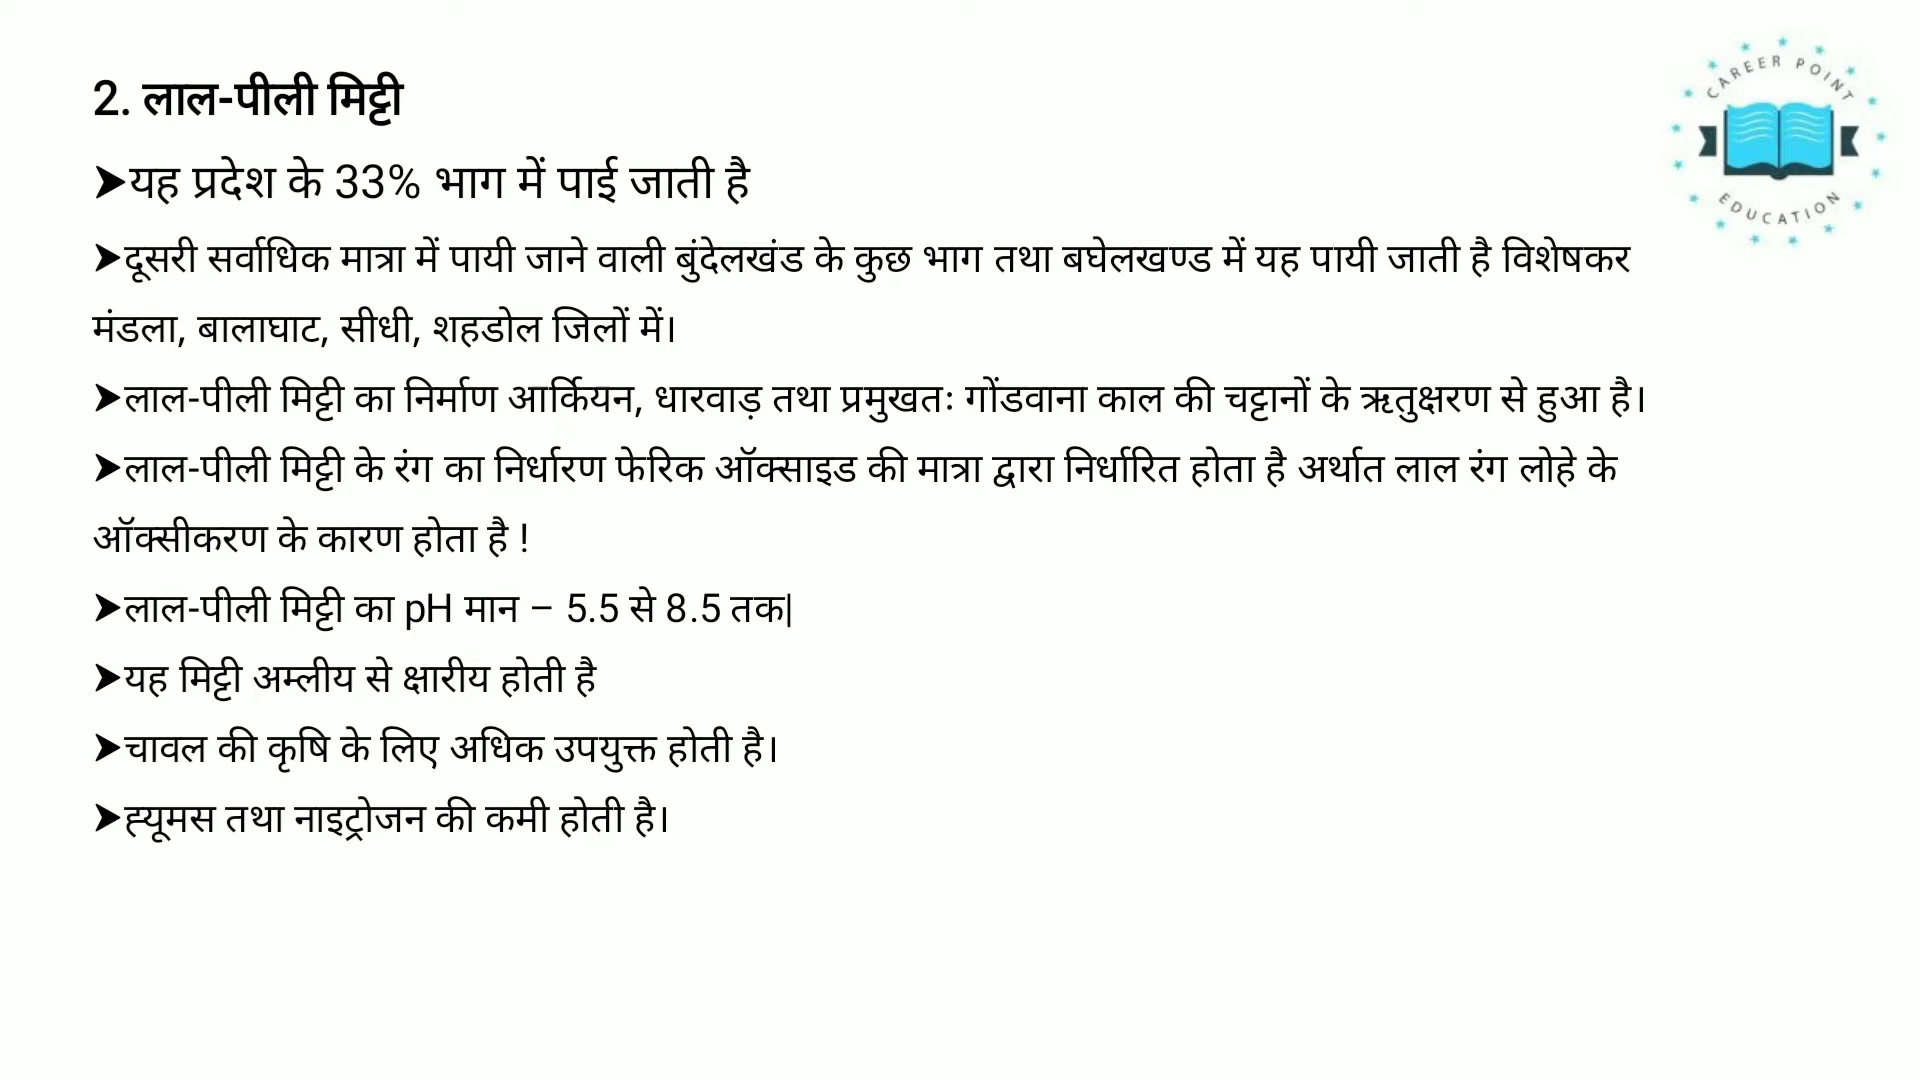 2. लाल-पीली मिट्टी
➤यह प्रदेश के 33% भाग में पाई जाती है
➤दूसरी सर्वाधिक मात्रा में पायी जाने वाली बुंदेलखंड के कुछ भाग तथा बघेलखण्ड में यह पायी जाती है विशेषकर
मंडला, बालाघाट, सीधी, शहडोल जिलों में।
➤लाल-पीली मिट्टी का निर्माण आर्कियन, धारवाड़ तथा प्रमुखतः गोंडवाना काल की चट्टानों के ऋतुक्षरण से हुआ है।
➤लाल-पीली मिट्टी के रंग का निर्धारण फेरिक ऑक्साइड की मात्रा द्वारा निर्धारित होता है अर्थात लाल रंग लोहे के
ऑक्सीकरण के कारण होता है !
➤लाल-पीली मिट्टी का pH मान – 5.5 से 8.5 तक|
➤यह मिट्टी अम्लीय से क्षारीय होती है
➤चावल की कृषि के लिए अधिक उपयुक्त होती है।
➤ह्यूमस तथा नाइट्रोजन की कमी होती है।
CAREER POINT
EDUCATION